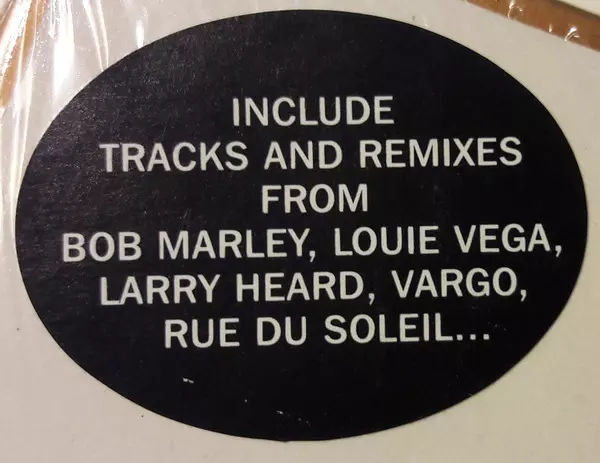 INCLUDE
TRACKS AND REMIXES
FROM
BOB MARLEY, LOUIE VEGA,
LARRY HEARD, VARGO,
RUE DU SOLEIL...